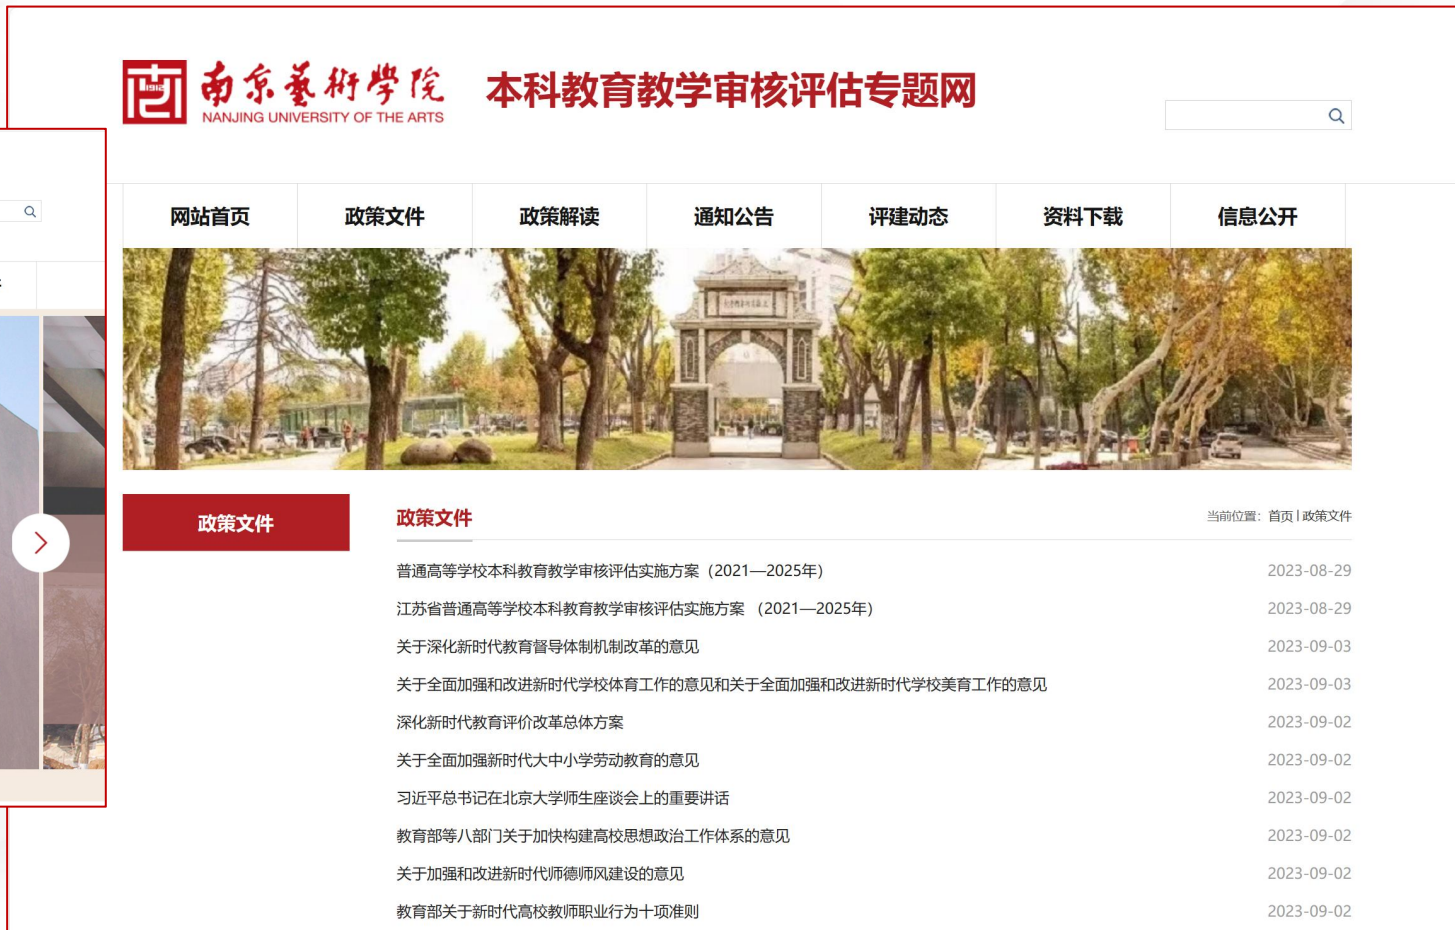 1912
南京藝術學院
NANJING UNIVERSITY OF THE ARTS
本科教育教学审核评估专题网
网站首页
政策文件
政策解读
通知公告
评建动态
资料下载
信息公开
政策文件
政策文件
当前位置：首页 | 政策文件
普通高等学校本科教育教学审核评估实施方案（2021—2025年） 2023-08-29
江苏省普通高等学校本科教育教学审核评估实施方案 （2021—2025年） 2023-08-29
关于深化新时代教育督导体制机制改革的意见 2023-09-03
关于全面加强和改进新时代学校体育工作的意见和关于全面加强和改进新时代学校美育工作的意见 2023-09-03
深化新时代教育评价改革总体方案 2023-09-02
关于全面加强新时代大中小学劳动教育的意见 2023-09-02
习近平总书记在北京大学师生座谈会上的重要讲话 2023-09-02
教育部等八部门关于加快构建高校思想政治工作体系的意见 2023-09-02
关于加强和改进新时代师德师风建设的意见 2023-09-02
教育部关于新时代高校教师职业行为十项准则 2023-09-02